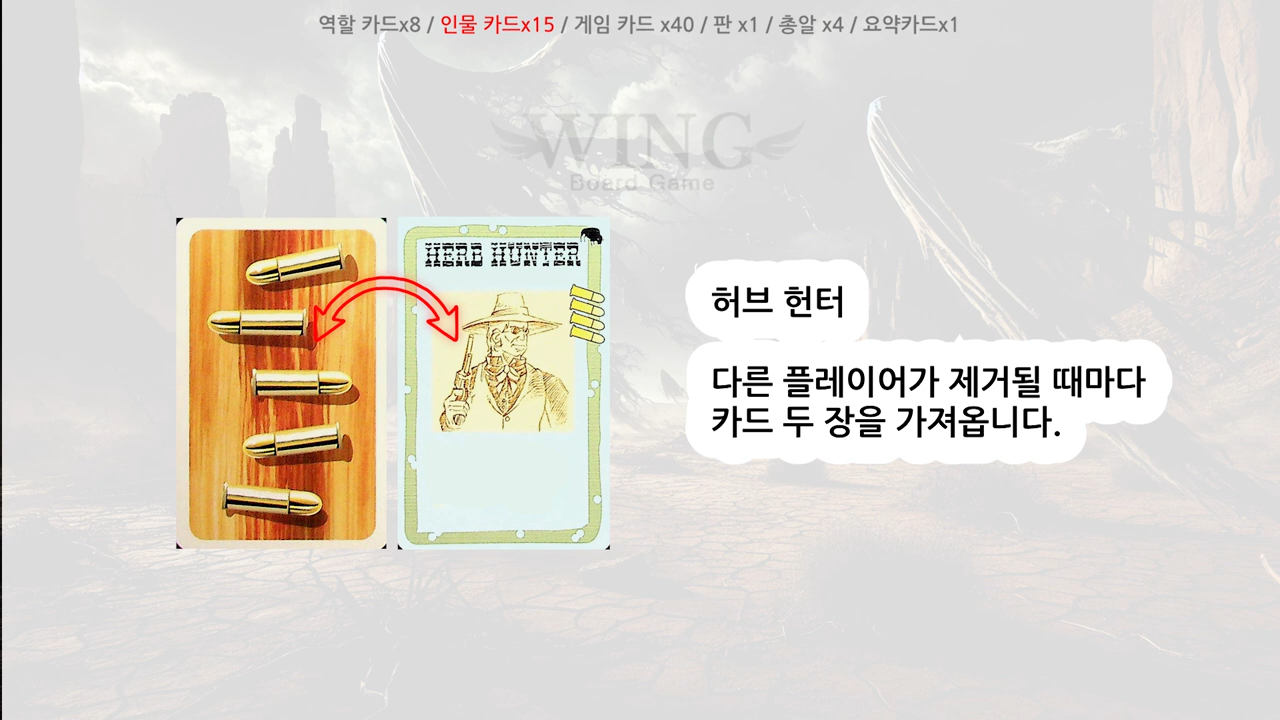 역할 카드x8 / 인물 카드x15 / 게임 카드 x40 / 판 x1 / 총알 x4 / 요약카드x1
WING
Board Game
HERB HUNTER
허브 헌터
다른 플레이어가 제거될 때마다
카드 두 장을 가져옵니다.